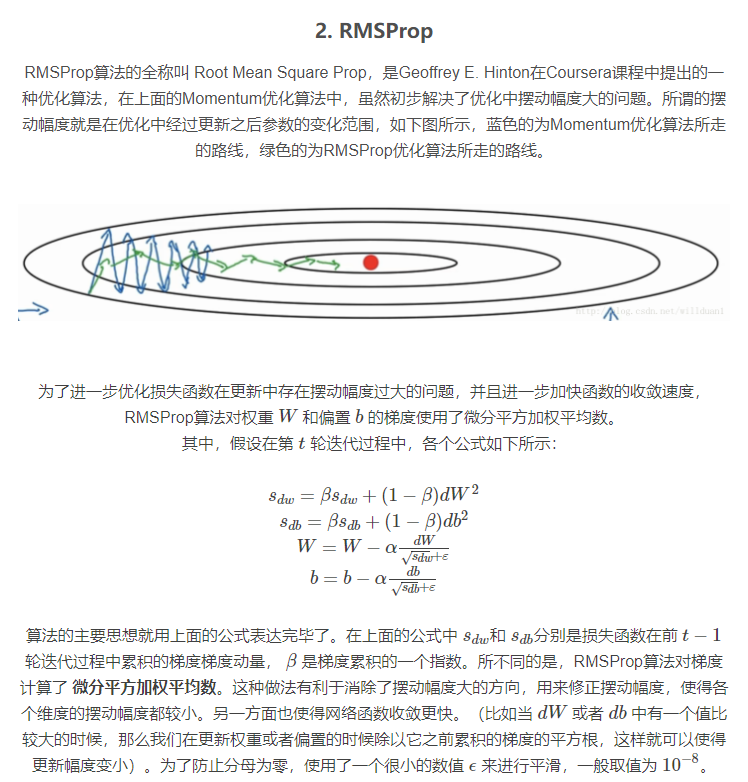 2. RMSProp
RMSProp算法的全称叫 Root Mean Square Prop，是Geoffrey E. Hinton在Coursera课程中提出的一
种优化算法，在上面的Momentum优化算法中，虽然初步解决了优化中摆动幅度大的问题。所谓的摆
动幅度就是在优化中经过更新之后参数的变化范围，如下图所示，蓝色的为Momentum优化算法所走
的路线，绿色的为RMSProp优化算法所走的路线。
为了进一步优化损失函数在更新中存在摆动幅度过大的问题，并且进一步加快函数的收敛速度，
RMSProp算法对权重 W 和偏置 b 的梯度使用了微分平方加权平均数。
其中，假设在第 t 轮迭代过程中，各个公式如下所示：
s_{dw} = βs_{dw} + (1 − β)dW^2
s_{db} = βs_{db} + (1 − β)db^2
W = W − α \frac{dW}{\sqrt{s_{dw}}+ε}
b = b − α \frac{db}{\sqrt{s_{db}}+ε}
算法的主要思想就用上面的公式表达完毕了。在上面的公式中 s_{dw}和 s_{db}分别是损失函数在前 t − 1
轮迭代过程中累积的梯度梯度动量， β 是梯度累积的一个指数。所不同的是，RMSProp算法对梯度
计算了 微分平方加权平均数。这种做法有利于消除了摆动幅度大的方向，用来修正摆动幅度，使得各
个维度的摆动幅度都较小。另一方面也使得网络函数收敛更快。（比如当 dW 或者 db 中有一个值比
较大的时候，那么我们在更新权重或者偏置的时候除以它之前累积的梯度的平方根，这样就可以使得
更新幅度变小）。为了防止分母为零，使用了一个很小的数值 ϵ 来进行平滑，一般取值为 10^{−8}。